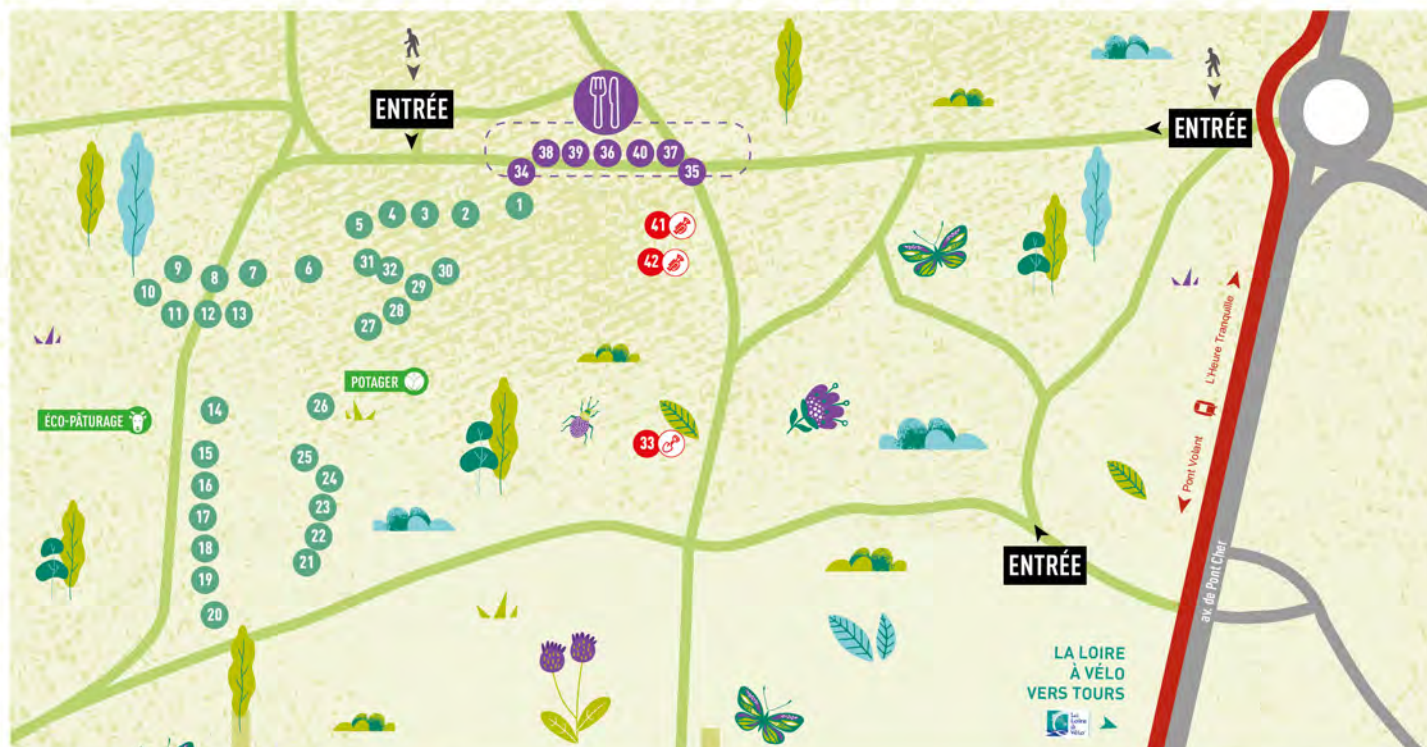 ENTRÉE
ENTRÉE
38 39 36 40 37
34 35
1
5 4 3 2
41
42
31 32 30
29
9 8 7 6
10
28
11 12 13
27
POTAGER
26
14
ÉCO-PÂTURAGE
33
15
25
16
24
17
23
18
22
19
21
20
L'Heure Tranquille
Pont Volant
av. de Pont Cher
ENTRÉE
LA LOIRE
À VÉLO
VERS TOURS
La
Loire
à
Vélo